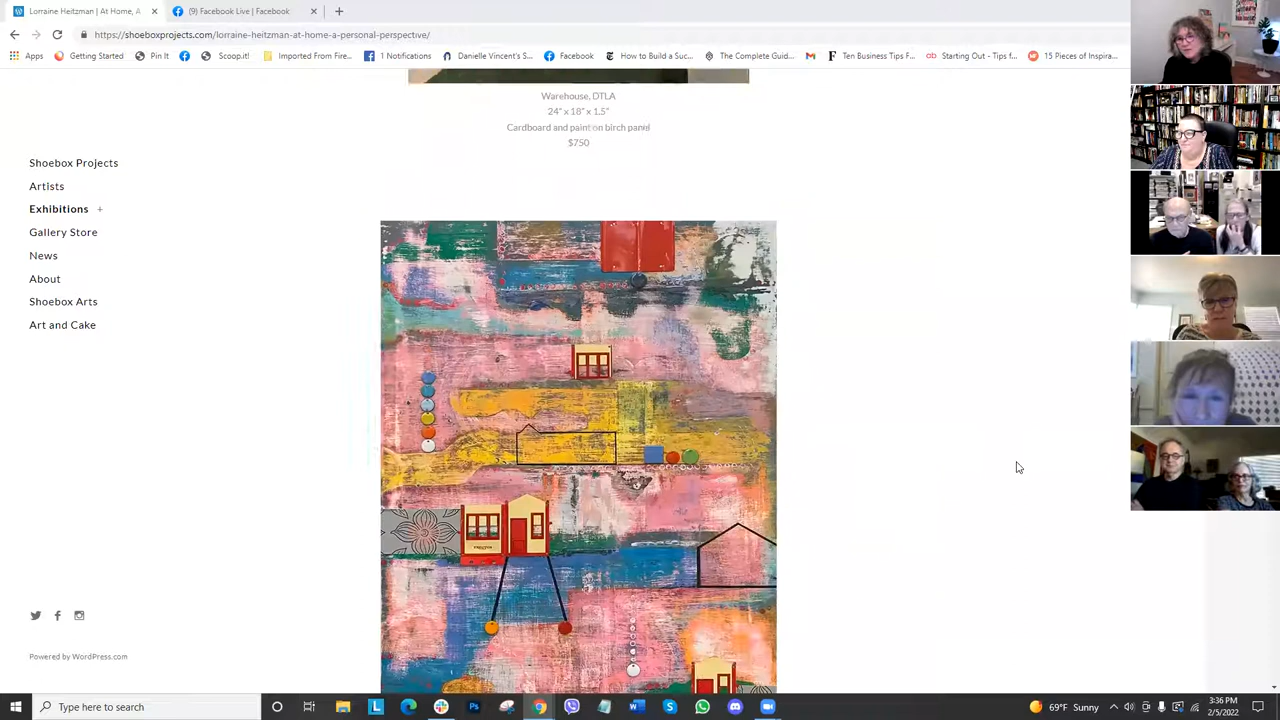 Lorraine Heitzman | At Home, A
(9) Facebook Live | Facebook
https://shoeboxprojects.com/lorraine-heitzman-at-home-a-personal-perspective/
Apps
Getting Started
Pin It
Scoop!t
Imported From Fire...
1 Notifications
Danielle Vincent's S...
Facebook
How to Build a Suc...
The Complete Guid...
Ten Business Tips F...
Starting Out - Tips f...
15 Pieces of Inspira...
Warehouse, DTLA
24" x 18" x 1.5"
Cardboard and paint on birch panel
$750
Shoebox Projects
Artists
Exhibitions +
Gallery Store
News
About
Shoebox Arts
Art and Cake
Powered by WordPress.com
Type here to search
69°F Sunny
3:36 PM
2/5/2022